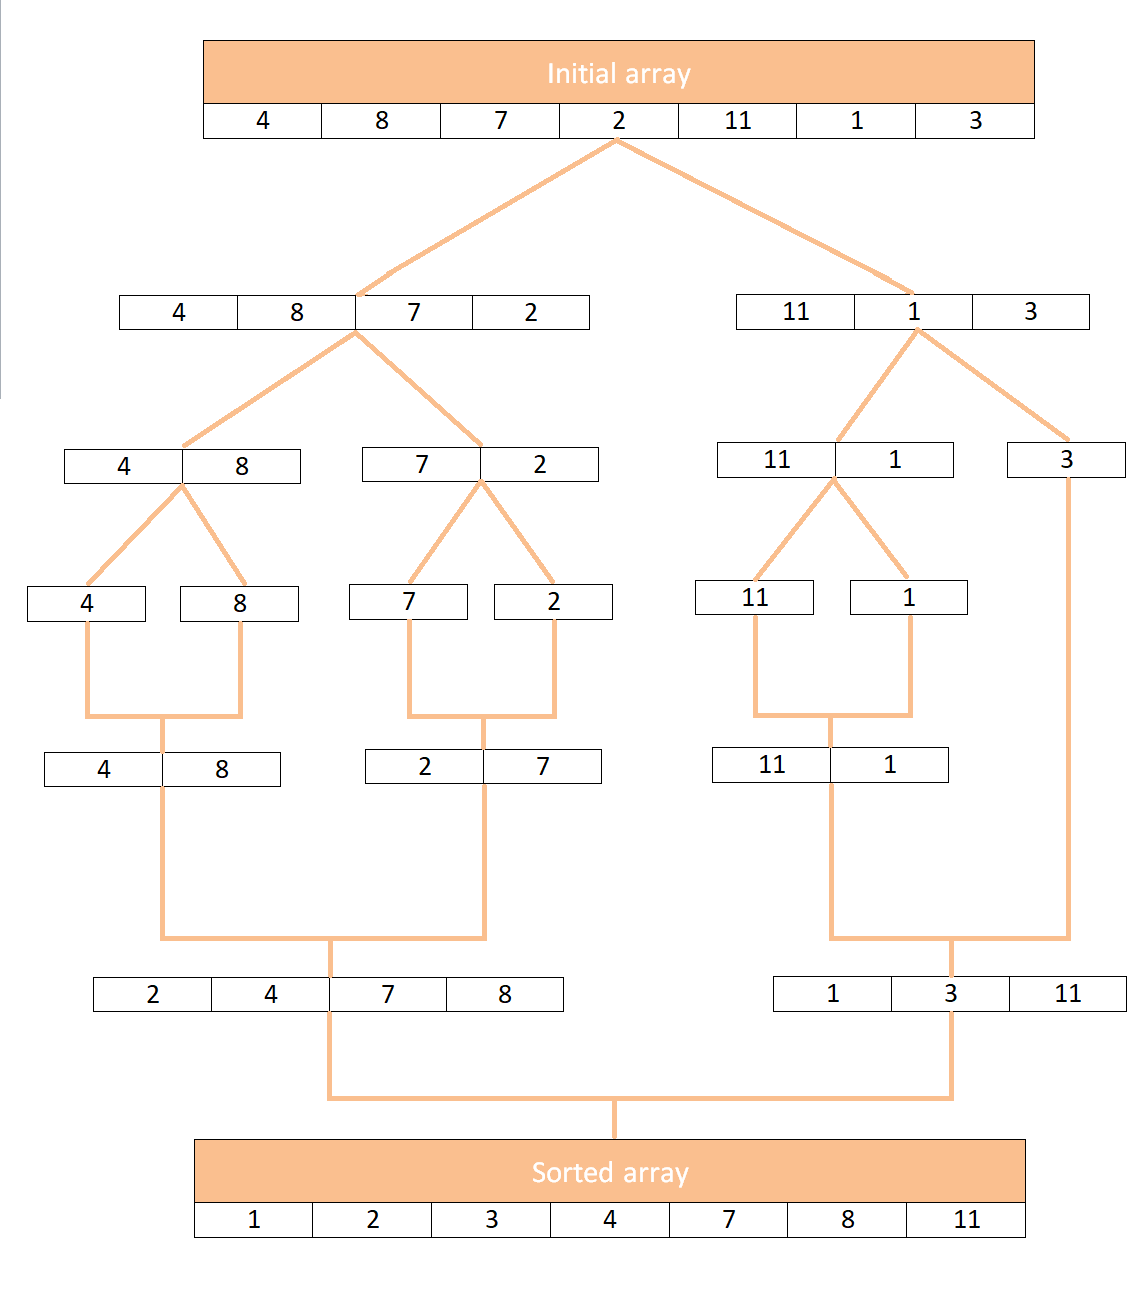 Initial array
4 8 7 2 11 1 3
4 8 7 2 11 1 3
4 8 7 2 11 1 3
4 8 7 2 11 1
4 8 2 7 11 1
2 4 7 8 1 3 11
Sorted array
1 2 3 4 7 8 11